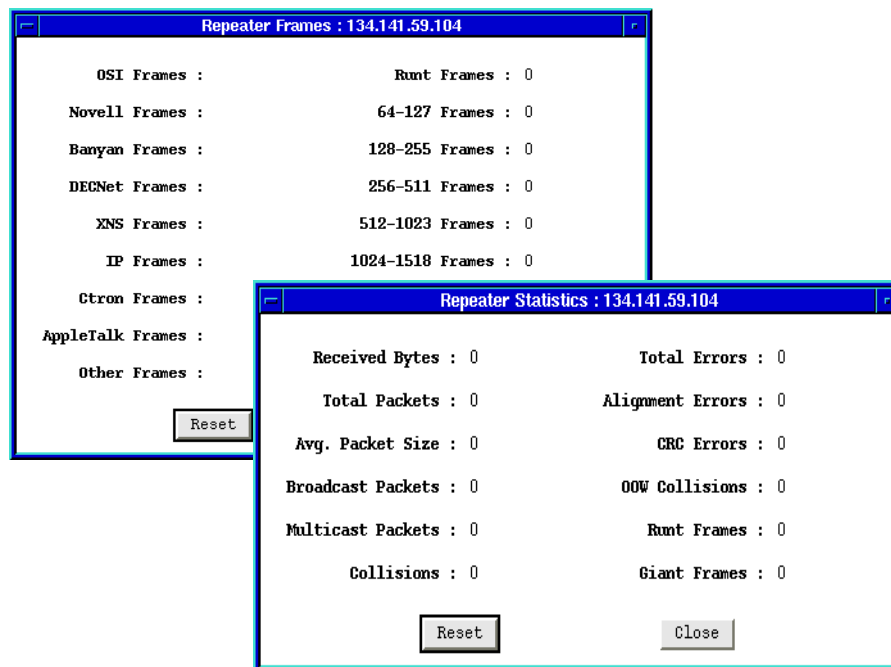 Repeater Frames : 134.141.59.104
OSI Frames : Runt Frames : 0
Novell Frames : 64-127 Frames : 0
Banyan Frames : 128-255 Frames : 0
DECNet Frames : 256-511 Frames : 0
XNS Frames : 512-1023 Frames : 0
IP Frames : 1024-1518 Frames : 0
Ctron Frames :
AppleTalk Frames :
Other Frames :
Reset
Repeater Statistics : 134.141.59.104
Received Bytes : 0 Total Errors : 0
Total Packets : 0 Alignment Errors : 0
Avg. Packet Size : 0 CRC Errors : 0
Broadcast Packets : 0 OOW Collisions : 0
Multicast Packets : 0 Runt Frames : 0
Collisions : 0 Giant Frames : 0
Reset Close